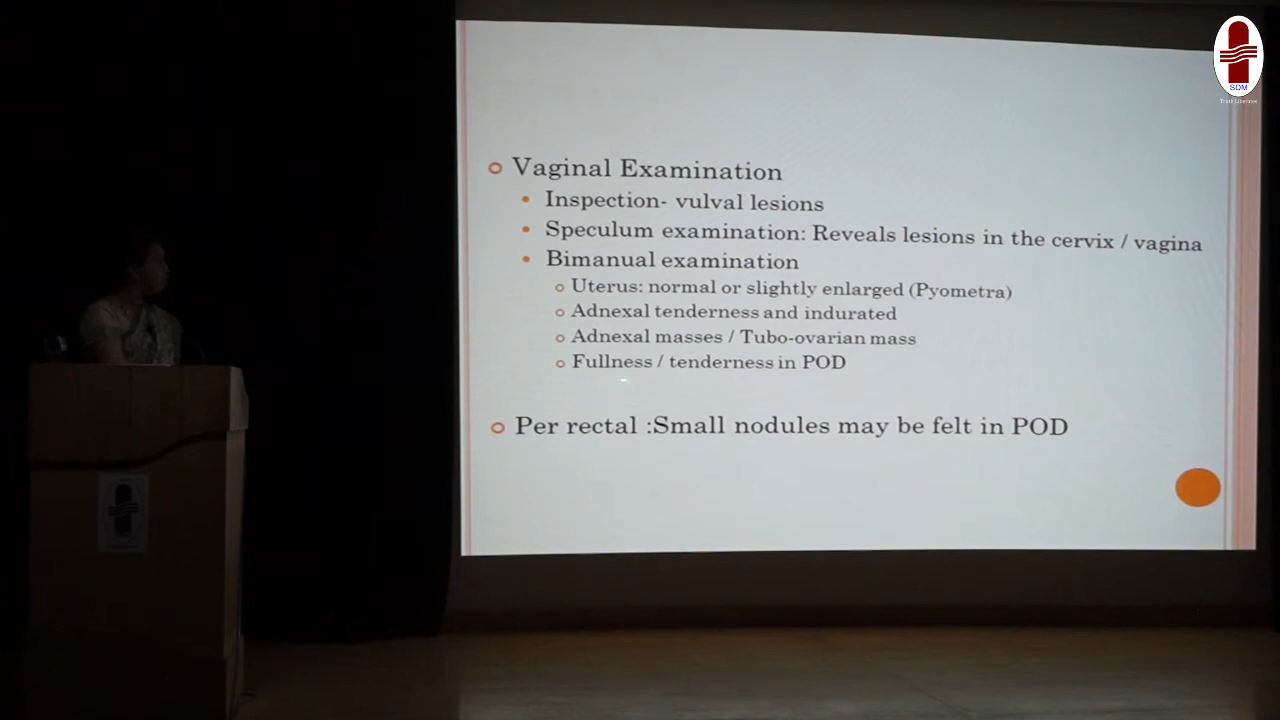 SDM
Truth Liberates
Vaginal Examination
Inspection- vulval lesions
Speculum examination: Reveals lesions in the cervix / vagina
Bimanual examination
Uterus: normal or slightly enlarged (Pyometra)
Adnexal tenderness and indurated
Adnexal masses / Tubo-ovarian mass
Fullness / tenderness in POD
Per rectal :Small nodules may be felt in POD